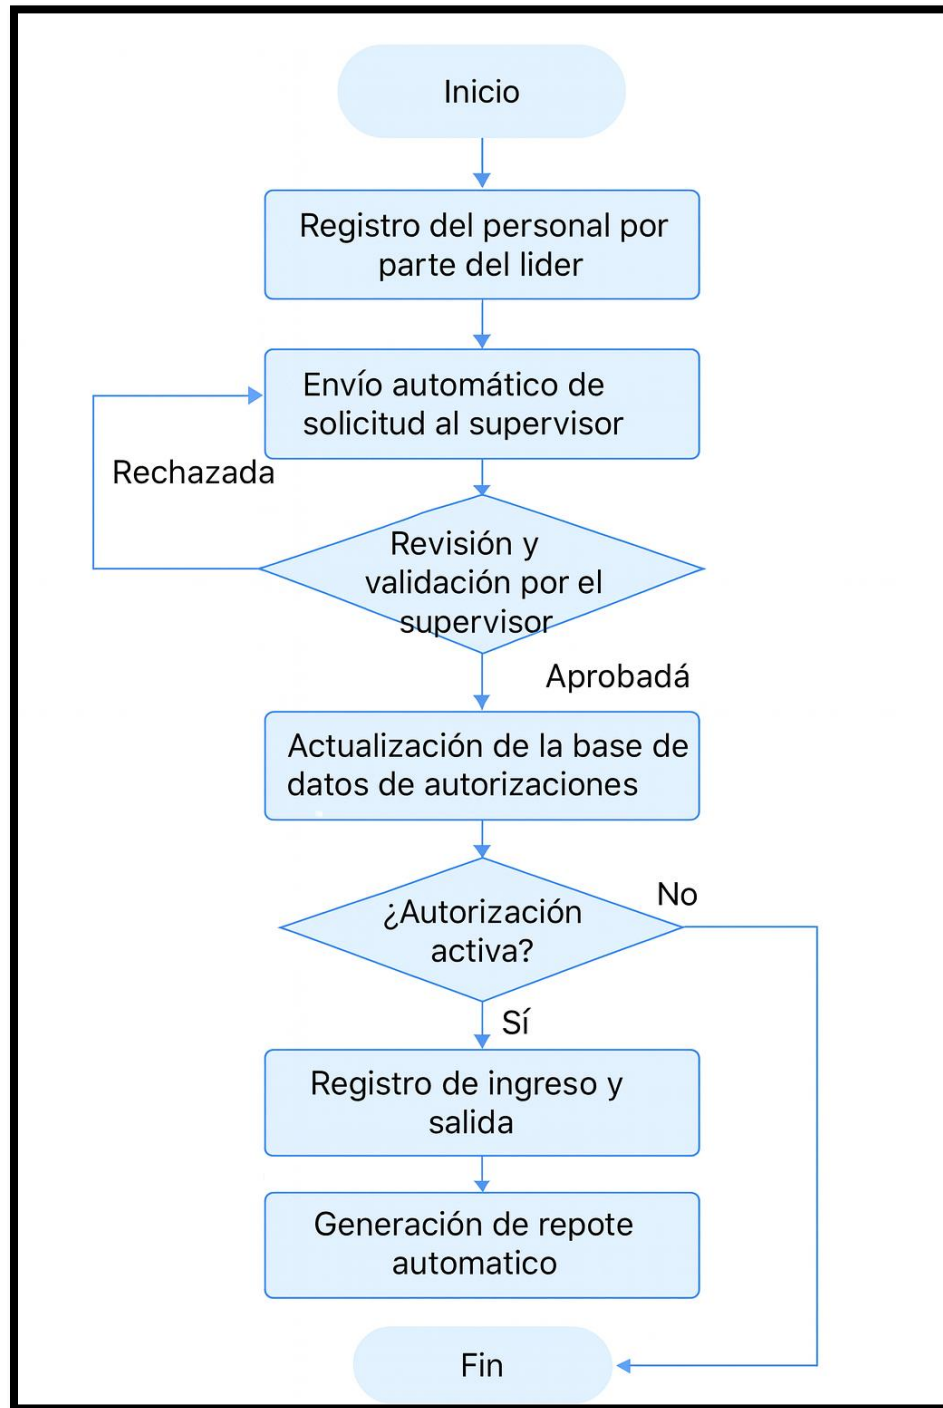 Inicio
Registro del personal por
parte del lider
Envío automático de
solicitud al supervisor
Rechazada
Revisión y
validación por el
supervisor
Aprobadá
Actualización de la base de
datos de autorizaciones
No
¿Autorización
activa?
Sí
Registro de ingreso y
salida
Generación de repote
automatico
Fin